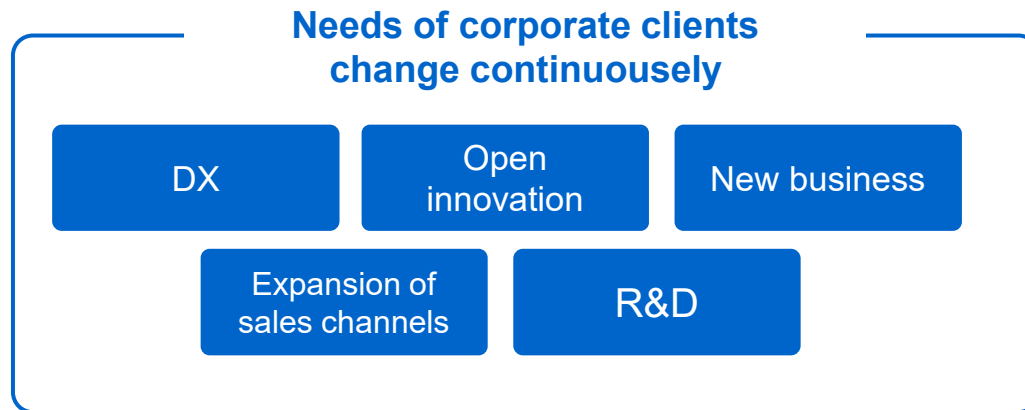 Needs of corporate clients
change continuousely
DX
Open
innovation
New business
Expansion of
sales channels
R&D